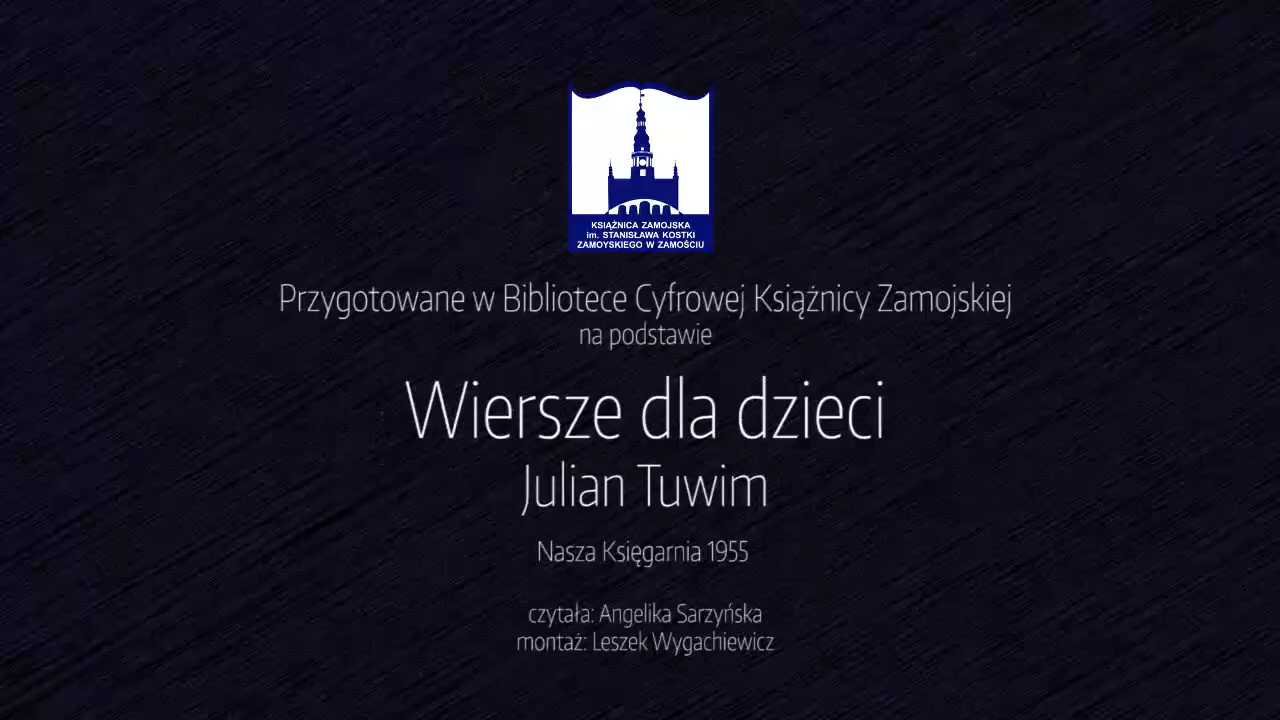 KSIĄŻNICA ZAMOJSKA
im. STANISŁAWA KOSTKI
ZAMOYSKIEGO W ZAMOŚCIU
Przygotowane w Bibliotece Cyfrowej Książnicy Zamojskiej
na podstawie
Wiersze dla dzieci
Julian Tuwim
Nasza Księgarnia 1955
czytała: Angelika Sarzyńska
montaż: Leszek Wygachiewicz